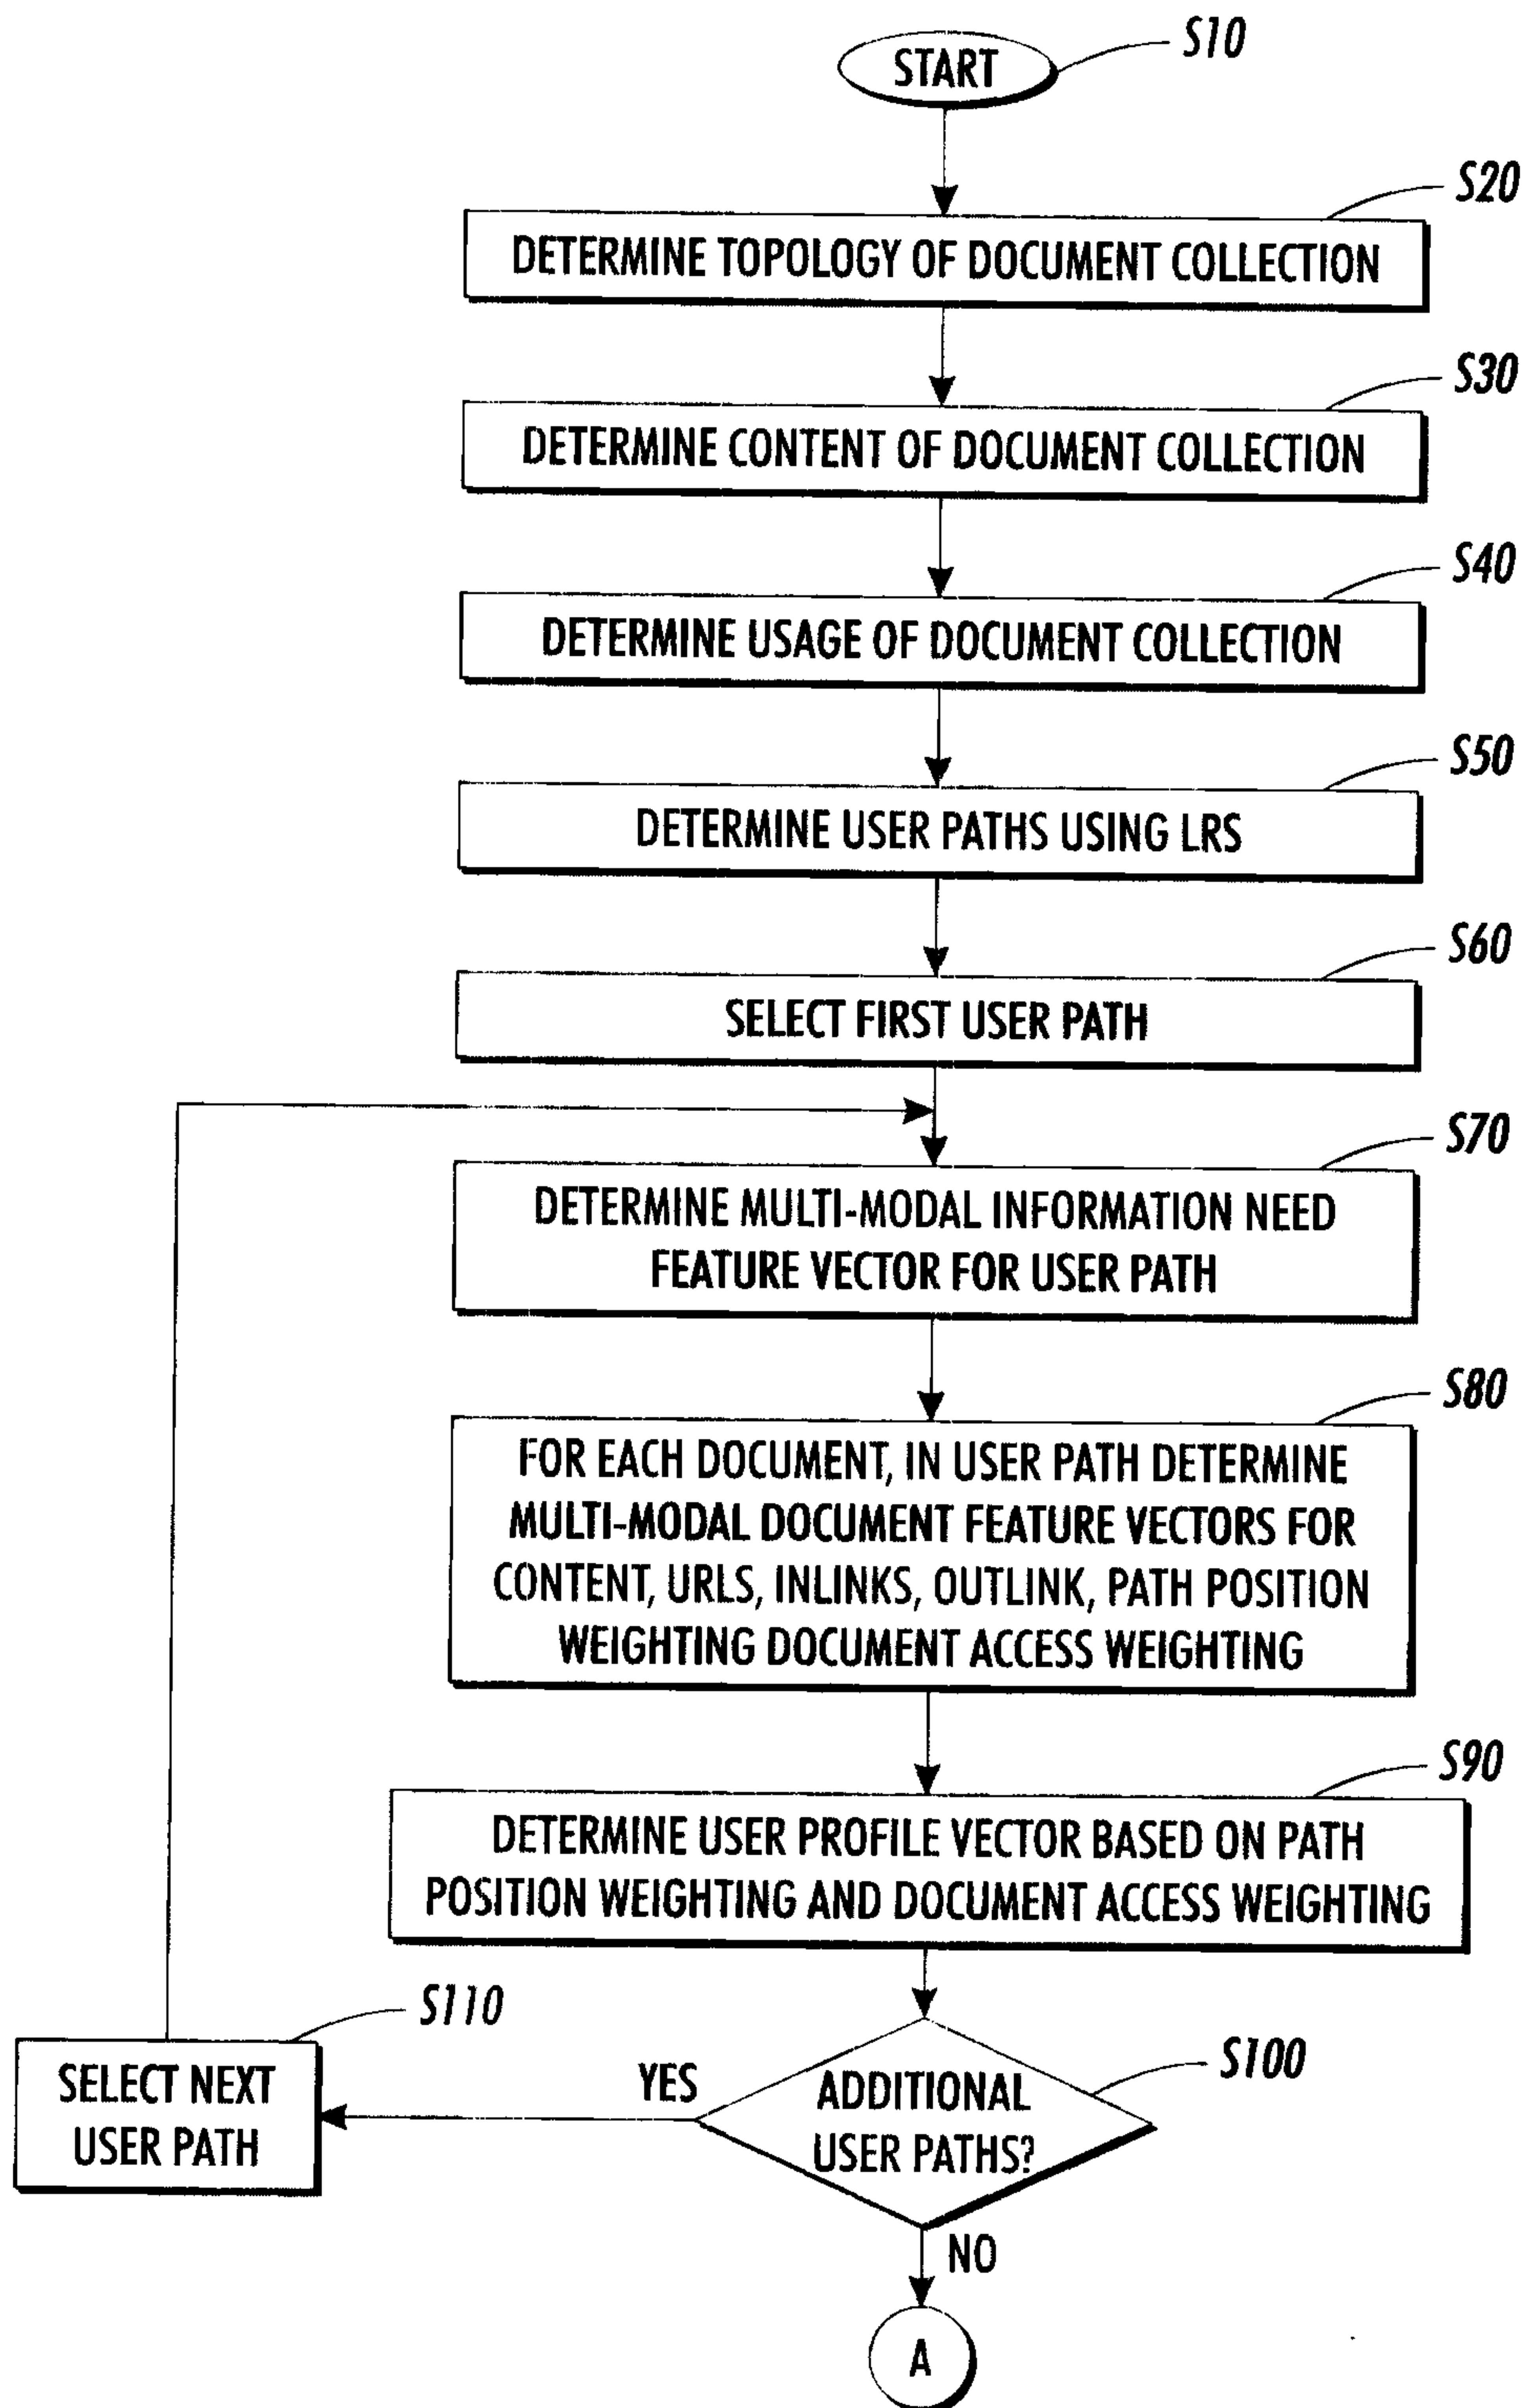 START
S10
S20
DETERMINE TOPOLOGY OF DOCUMENT COLLECTION
S30
DETERMINE CONTENT OF DOCUMENT COLLECTION
S40
DETERMINE USAGE OF DOCUMENT COLLECTION
S50
DETERMINE USER PATHS USING LRS
S60
SELECT FIRST USER PATH
S70
DETERMINE MULTI-MODAL INFORMATION NEED
FEATURE VECTOR FOR USER PATH
S80
FOR EACH DOCUMENT, IN USER PATH DETERMINE
MULTI-MODAL DOCUMENT FEATURE VECTORS FOR
CONTENT, URLS, INLINKS, OUTLINK, PATH POSITION
WEIGHTING DOCUMENT ACCESS WEIGHTING
S90
DETERMINE USER PROFILE VECTOR BASED ON PATH
POSITION WEIGHTING AND DOCUMENT ACCESS WEIGHTING
S110
SELECT NEXT
USER PATH
YES
S100
ADDITIONAL
USER PATHS?
NO
A